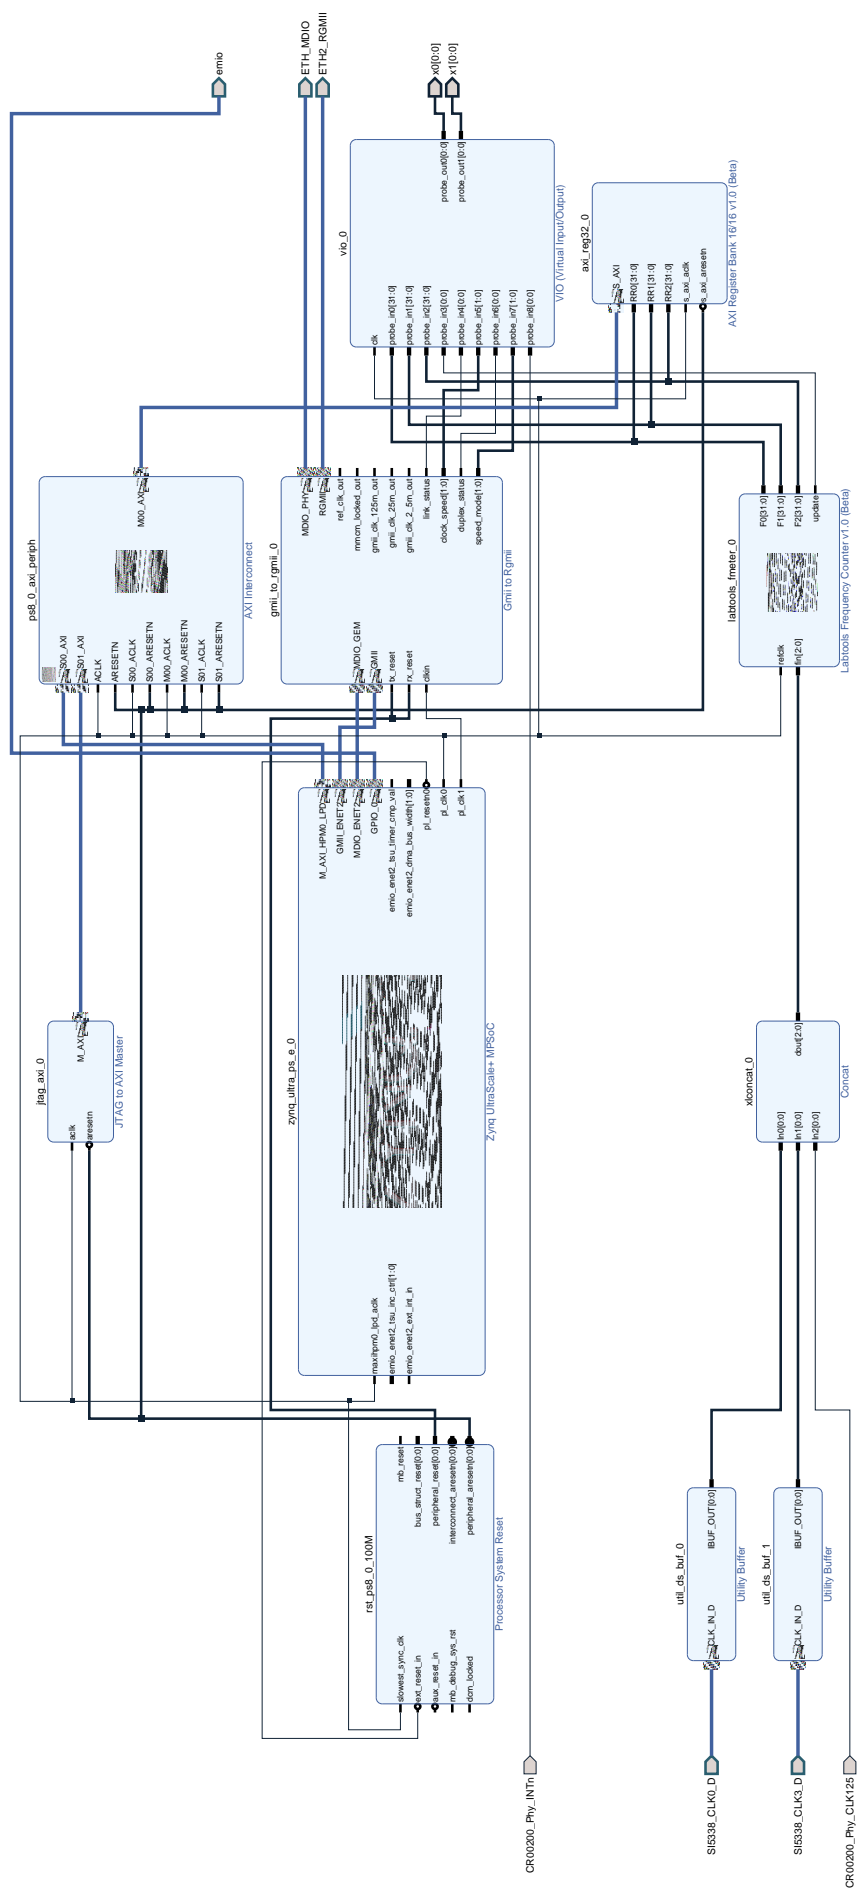 emio
ETH_MDIO
ETH2_RGMII
x0[0:0]
x1[0:0]
vio_0
clk
probe_in0[31:0]
probe_in1[31:0]
probe_in2[31:0]
probe_in3[0:0]
probe_in4[0:0]
probe_in5[1:0]
probe_in6[0:0]
probe_in7[1:0]
probe_in8[0:0]
probe_out0[0:0]
probe_out1[0:0]
VIO (Virtual Input/Output)
axi_reg32_0
S_AXI
RR0[31:0]
RR1[31:0]
RR2[31:0]
s_axi_aclk
s_axi_aresetn
AXI Register Bank 16/16 v1.0 (Beta)
ps8_0_axi_periph
S00_AXI
S01_AXI
ACLK
ARESETN
S00_ACLK
S00_ARESETN
M00_ACLK
M00_ARESETN
S01_ACLK
S01_ARESETN
M00_AXI
AXI Interconnect
gmii_to_rgmii_0
MDIO_GEM
GMII
tx_reset
rx_reset
clkin
MDIO_PHY
RGMII
ref_clk_out
mmcm_locked_out
gmii_clk_125m_out
gmii_clk_25m_out
gmii_clk_2_5m_out
link_status
clock_speed[1:0]
duplex_status
speed_mode[1:0]
Gmii to Rgmii
labtools_fmeter_0
refclk
fin[2:0]
F0[31:0]
F1[31:0]
F2[31:0]
update
Labtools Frequency Counter v1.0 (Beta)
jtag_axi_0
aclk
aresetn
M_AXI
JTAG to AXI Master
zynq_ultra_ps_e_0
maxihpm0_lpd_aclk
emio_enet2_tsu_inc_ctrl[1:0]
emio_enet2_ext_int_in
M_AXI_HPM0_LPD
GMII_ENET2
MDIO_ENET2
GPIO_0
emio_enet2_tsu_timer_cmp_val
emio_enet2_dma_bus_width[1:0]
pl_resetn0
pl_clk0
pl_clk1
Zynq UltraScale+ MPSoC
xlconcat_0
In0[0:0]
In1[0:0]
In2[0:0]
dout[2:0]
Concat
rst_ps8_0_100M
slowest_sync_clk
ext_reset_in
aux_reset_in
mb_debug_sys_rst
dcm_locked
mb_reset
bus_struct_reset[0:0]
peripheral_reset[0:0]
interconnect_aresetn[0:0]
peripheral_aresetn[0:0]
Processor System Reset
util_ds_buf_0
CLK_IN_D
IBUF_OUT[0:0]
Utility Buffer
util_ds_buf_1
CLK_IN_D
IBUF_OUT[0:0]
Utility Buffer
CR00200_Phy_INTn
SI5338_CLK0_D
SI5338_CLK3_D
CR00200_Phy_CLK125